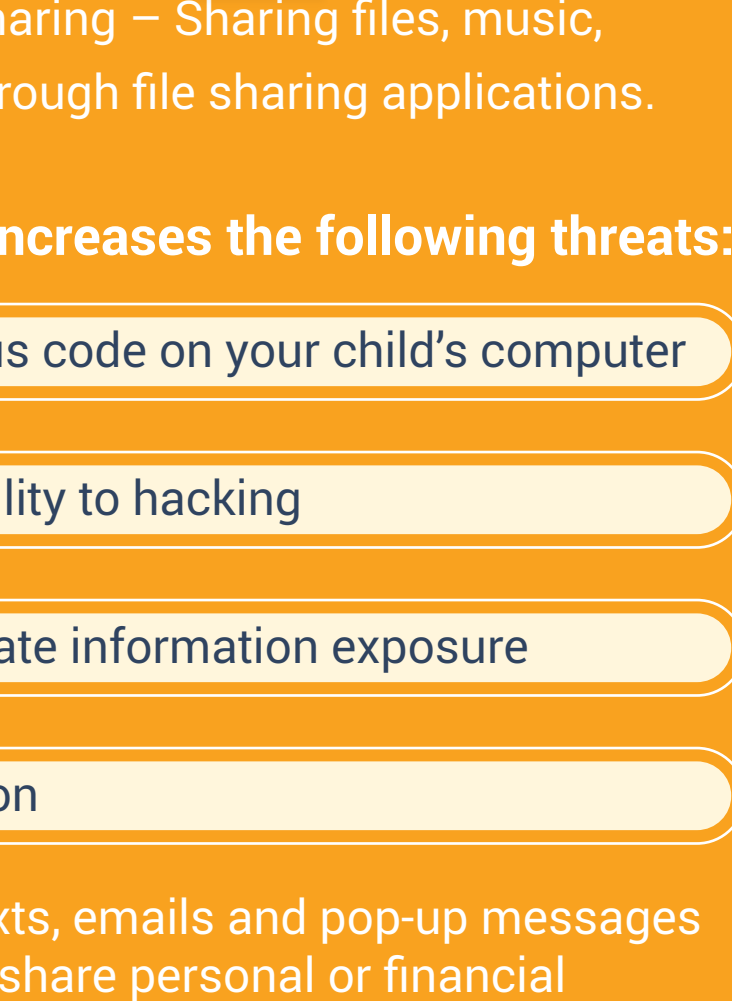 haring – Sharing files, music,
rough file sharing applications.
ncreases the following threats:
us code on your child's computer
lity to hacking
ate information exposure
on
xts, emails and pop-up messages
share personal or financial